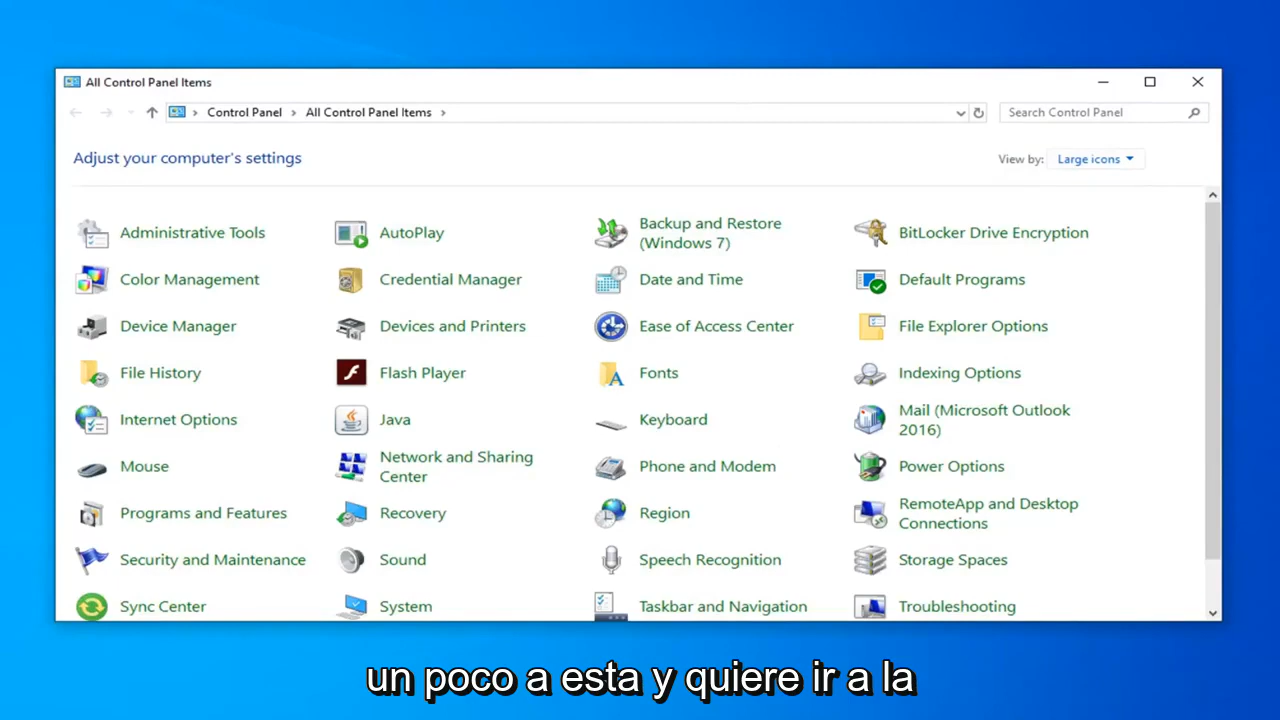 All Control Panel Items
Control Panel
All Control Panel Items
Search Control Panel
Adjust your computer's settings
View by: Large icons
Administrative Tools
AutoPlay
Backup and Restore
(Windows 7)
BitLocker Drive Encryption
Color Management
Credential Manager
Date and Time
Default Programs
Device Manager
Devices and Printers
Ease of Access Center
File Explorer Options
File History
Flash Player
Fonts
Indexing Options
Internet Options
Java
Keyboard
Mail (Microsoft Outlook
2016)
Mouse
Network and Sharing
Center
Phone and Modem
Power Options
Programs and Features
Recovery
Region
RemoteApp and Desktop
Connections
Security and Maintenance
Sound
Speech Recognition
Storage Spaces
Sync Center
System
Taskbar and Navigation
Troubleshooting
un poco a esta y quiere ir a la